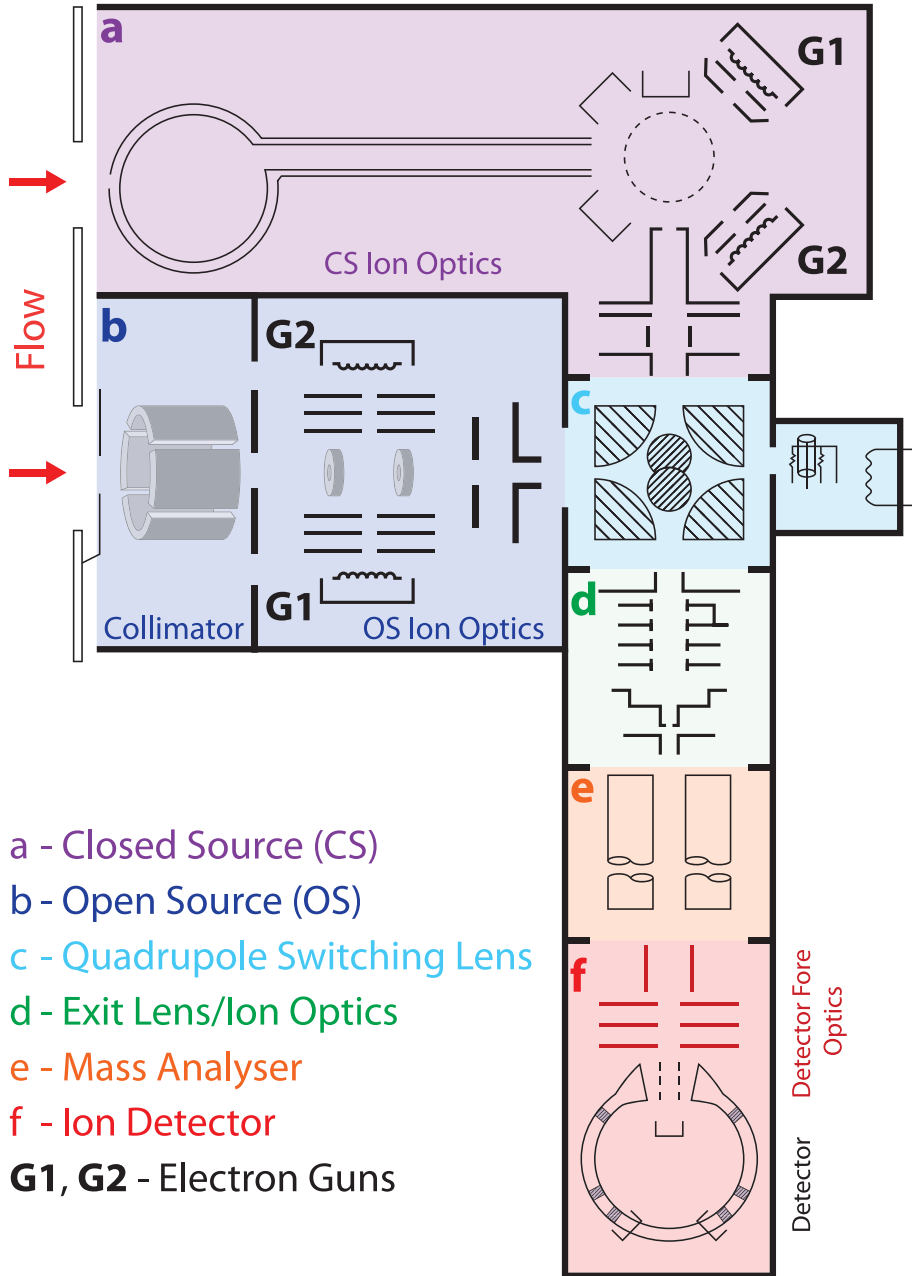 a
G1
CS Ion Optics
G2
Flow
b
G2
c
G1
d
Collimator
OS Ion Optics
e
a - Closed Source (CS)
b - Open Source (OS)
c - Quadrupole Switching Lens
d - Exit Lens/Ion Optics
e - Mass Analyser
f - Ion Detector
G1, G2 - Electron Guns
f
Detector Fore
Optics
Detector